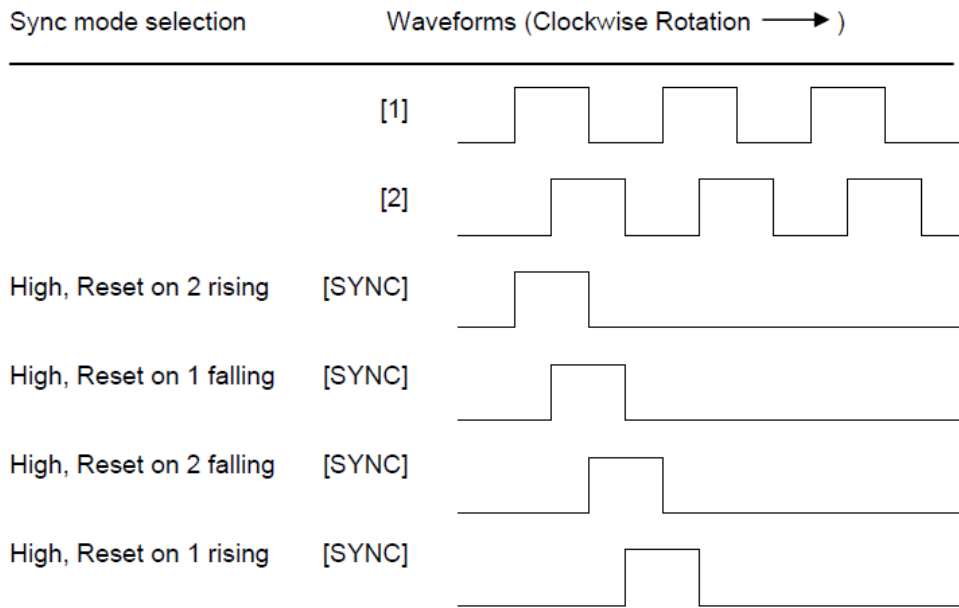 Sync mode selection Waveforms (Clockwise Rotation ⟶ )
[1]
[2]
High, Reset on 2 rising [SYNC]
High, Reset on 1 falling [SYNC]
High, Reset on 2 falling [SYNC]
High, Reset on 1 rising [SYNC]